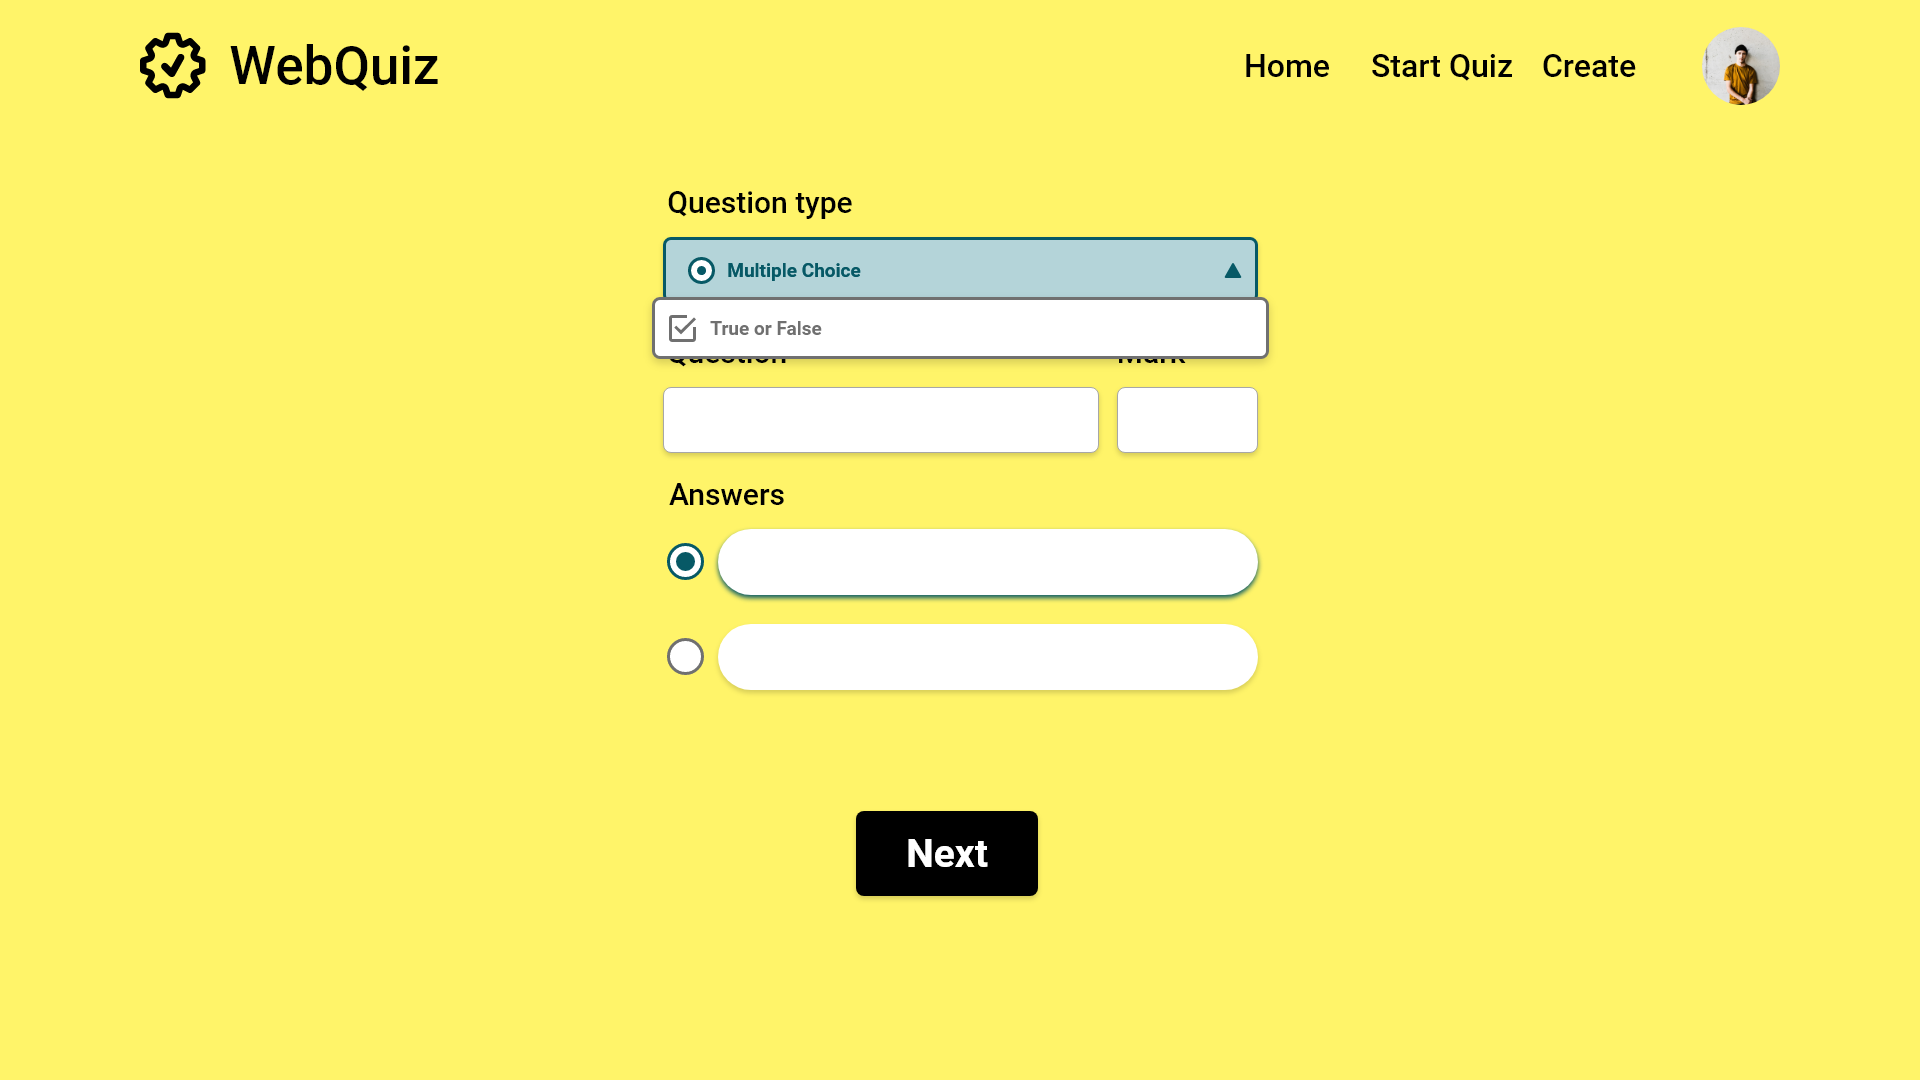 WebQuiz
Home Start Quiz Create
Question type
Multiple Choice
True or False
Question Mark
Answers
Next